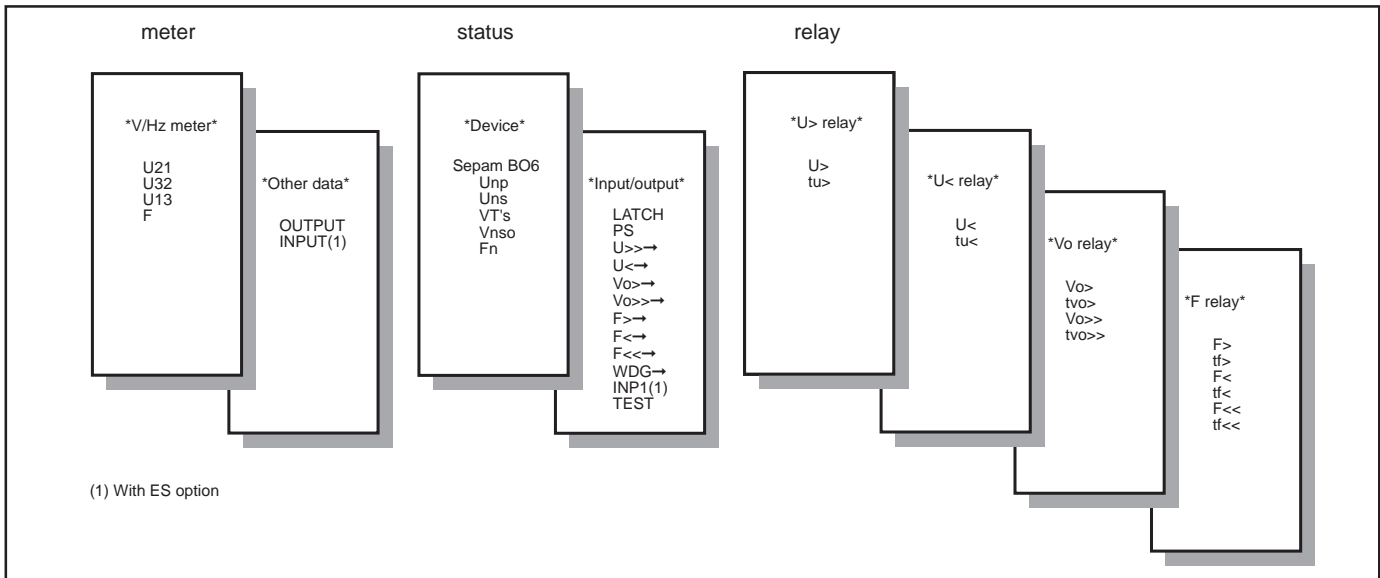 meter
*V/Hz meter*
U21
U32
U13
F
*Other data*
OUTPUT
INPUT(1)
status
*Device*
Sepam BO6
Unp
Uns
VT's
Vnso
Fn
*Input/output*
LATCH
PS
U>>→
U<→
Vo>→
Vo>>→
F>→
F<→
F<<→
WDG→
INP1(1)
TEST
relay
*U> relay*
U>
tu>
*U< relay*
U<
tu<
*Vo relay*
Vo>
tvo>
Vo>>
tvo>>
*F relay*
F>
tf>
F<
tf<
F<<
tf<<
(1) With ES option